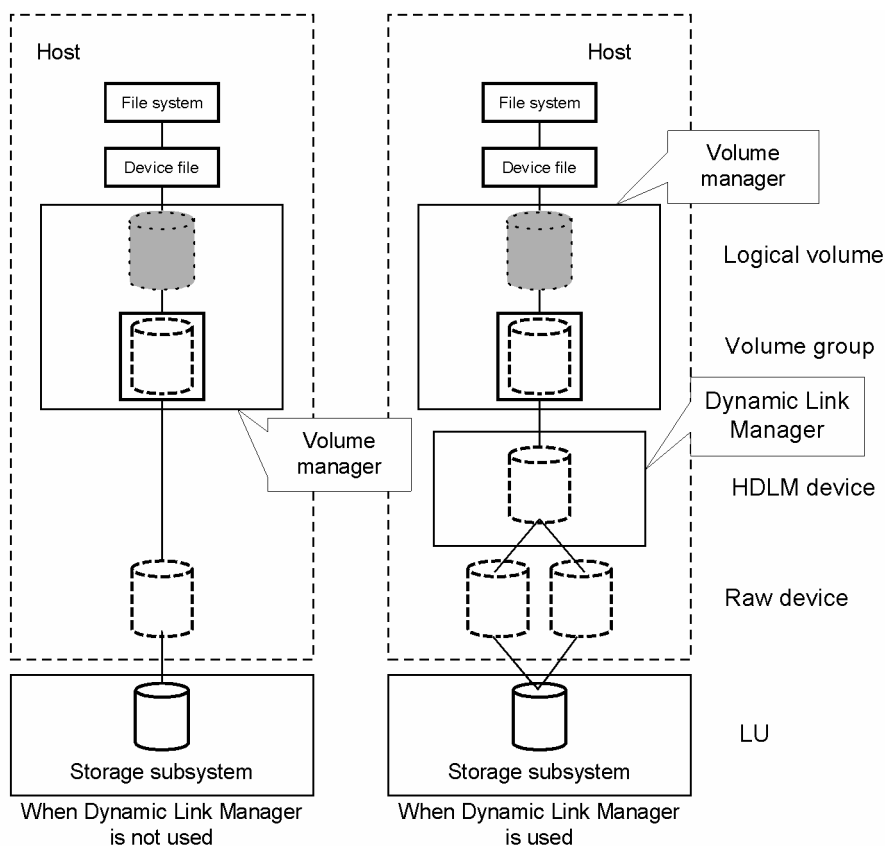 Host
File system
Device file
Volume
manager
Storage subsystem
When Dynamic Link Manager
is not used
Host
File system
Device file
Volume
manager
Logical volume
Volume group
Dynamic Link
Manager
HDLM device
Raw device
LU
Storage subsystem
When Dynamic Link Manager
is used